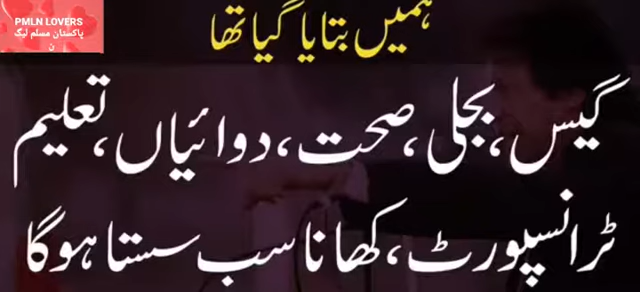 PMLN LOVERS
پاکستان مسلم لیگ
ن
ہمیں بتایا گیا تھا
گیس، بجلی، صحت، دوائیاں، تعلیم
ٹرانسپورٹ، کھانا سب سستا ہوگا